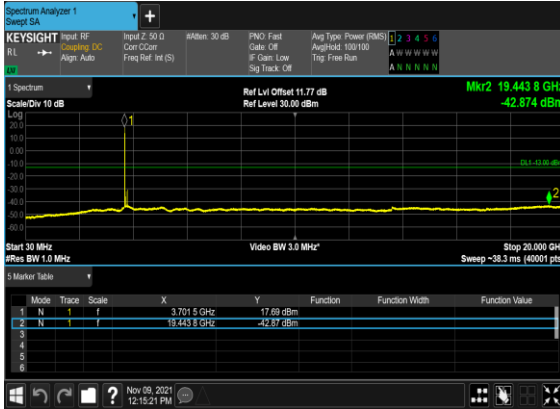 Spectrum Analyzer 1
Swept SA
+
KEYSIGHT
RL
Input: RF
Coupling: DC
Align: Auto
Input Z: 50 Ω
Corr CCorr
Freq Ref: Int (S)
#Atten: 30 dB
PNO: Fast
Gate: Off
IF Gain: Low
Sig Track: Off
Avg Type: Power (RMS)
Avg|Hold: 100/100
Trig: Free Run
1 2 3 4 5 6
A W W W W W
A N N N N N
1 Spectrum
Scale/Div 10 dB
Ref Lvl Offset 11.77 dB
Ref Level 30.00 dBm
Mkr2 19.443 8 GHz
-42.874 dBm
Log
20.0
10.0
0.00
-10.0
-20.0
-30.0
-40.0
-50.0
-60.0
1
DL1 -13.00 dBm
2
Start 30 MHz
#Res BW 1.0 MHz
Video BW 3.0 MHz*
Stop 20.000 GH
Sweep ~38.3 ms (40001 pts
5 Marker Table
Mode Trace Scale X Y Function Function Width Function Value
1 N 1 f 3.701 5 GHz 17.69 dBm
2 N 1 f 19.443 8 GHz -42.87 dBm
3
4
5
6
?
Nov 09, 2021
12:15:21 PM